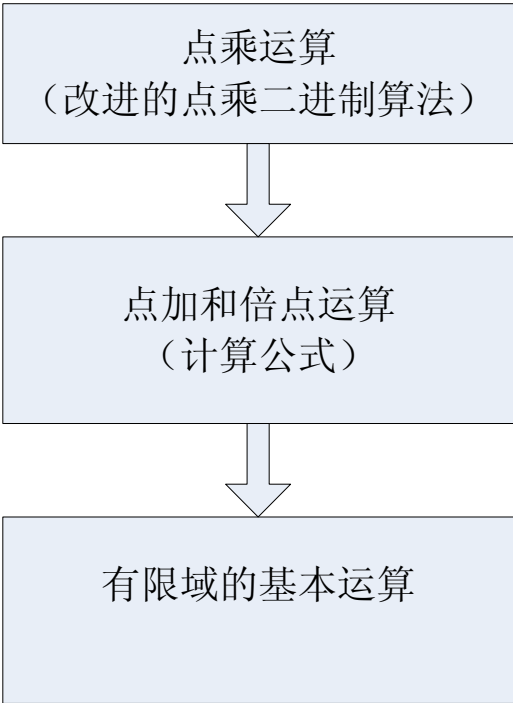 点乘运算
（改进的点乘二进制算法）
点加和倍点运算
（计算公式）
有限域的基本运算